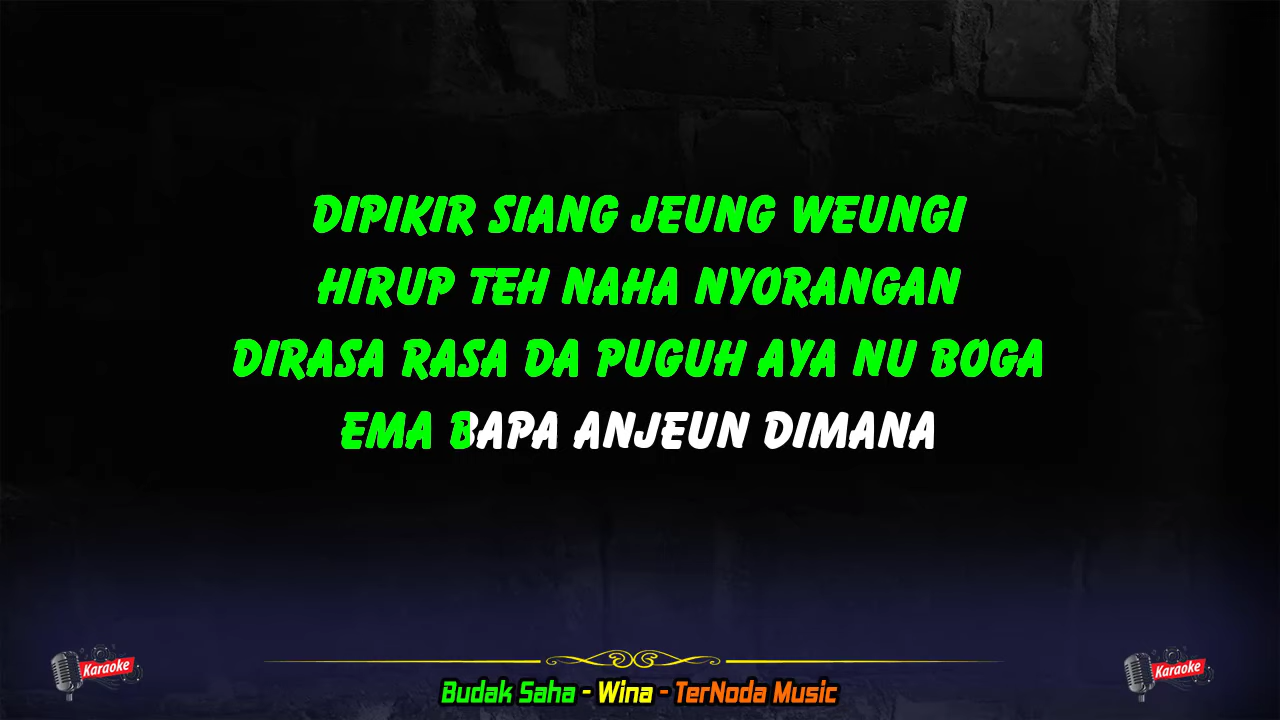 DIPIKIR SIANG JEUNG WEUNGI
HIRUP TEH NAHA NYORANGAN
DIRASA RASA DA PUGUH AYA NU BOGA
EMA BAPA ANJEUN DIMANA
Karaoke
Karaoke
Budak Saha - Wina - TerNoda Music